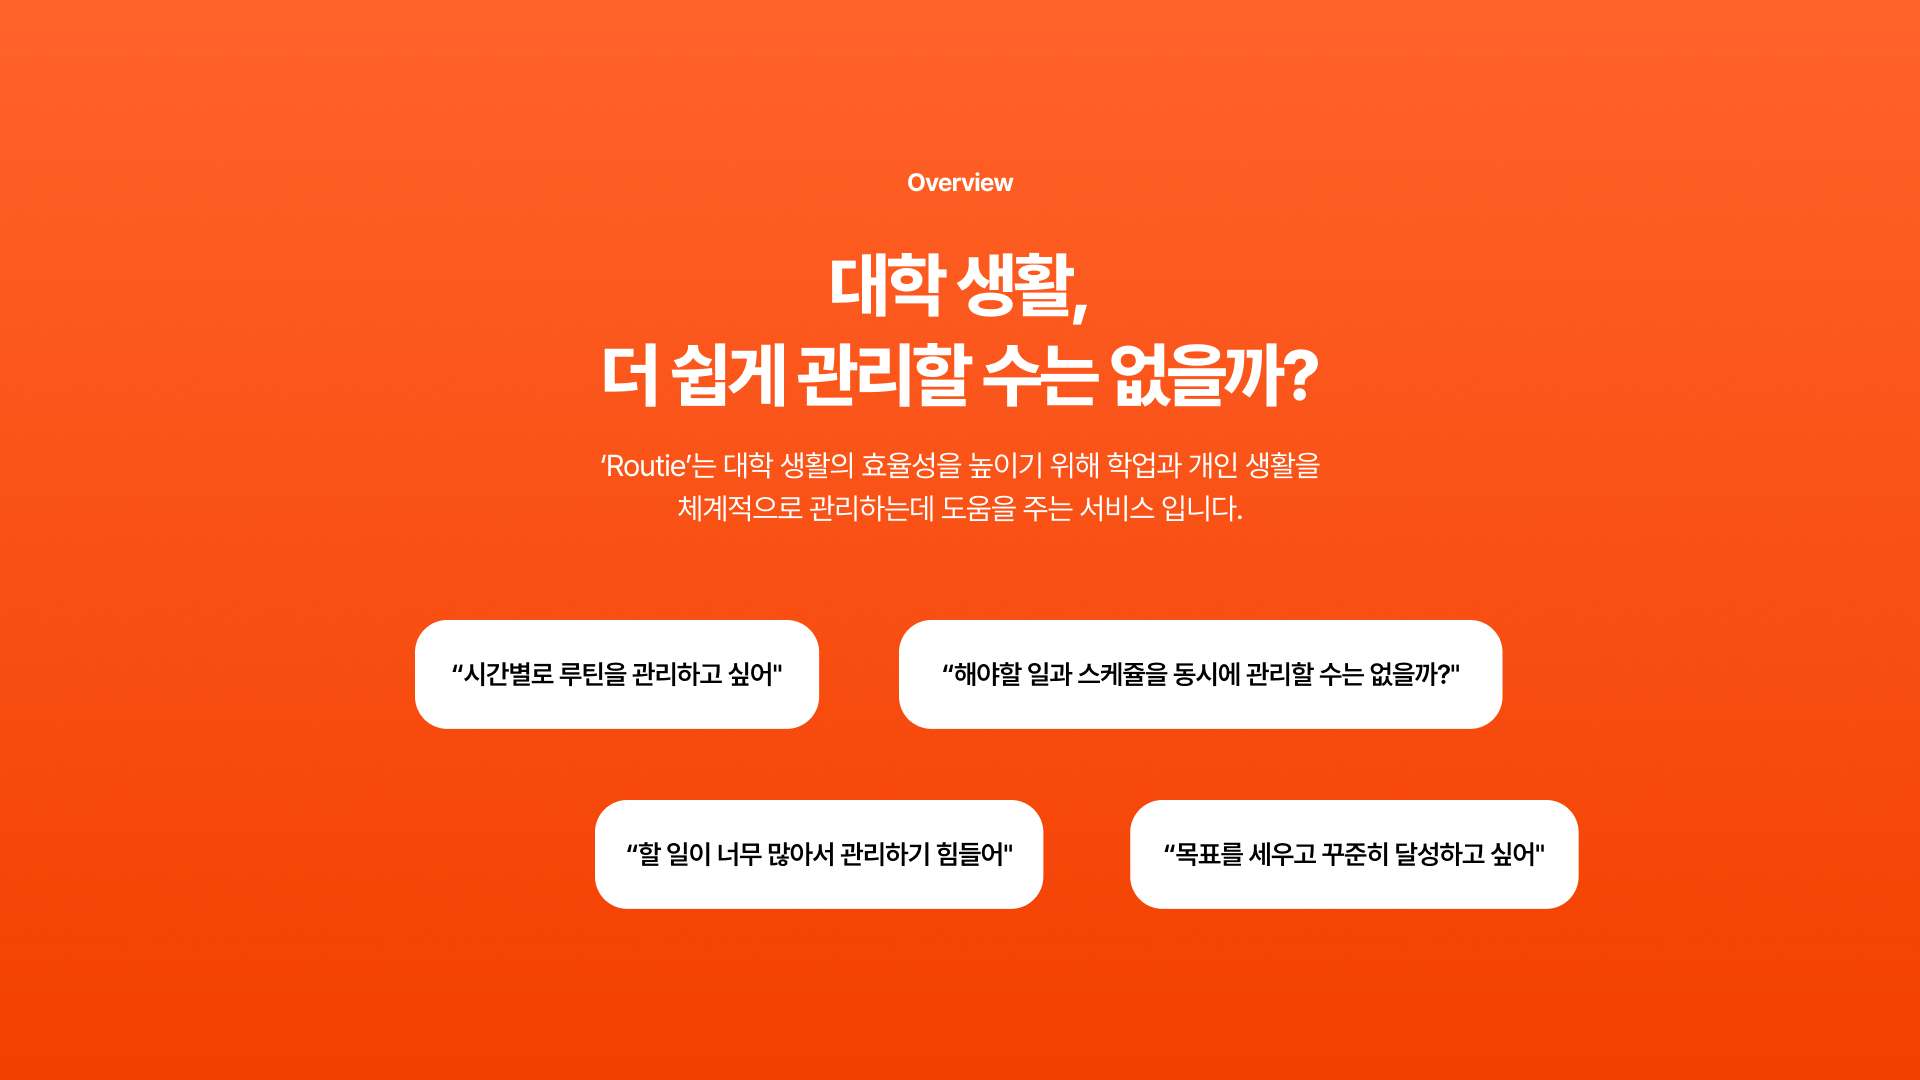 Overview
대학 생활,
더 쉽게 관리할 수는 없을까?
‘Routie’는 대학 생활의 효율성을 높이기 위해 학업과 개인 생활을
체계적으로 관리하는데 도움을 주는 서비스 입니다.
“시간별로 루틴을 관리하고 싶어"
“해야할 일과 스케쥴을 동시에 관리할 수는 없을까?"
“할 일이 너무 많아서 관리하기 힘들어"
“목표를 세우고 꾸준히 달성하고 싶어"